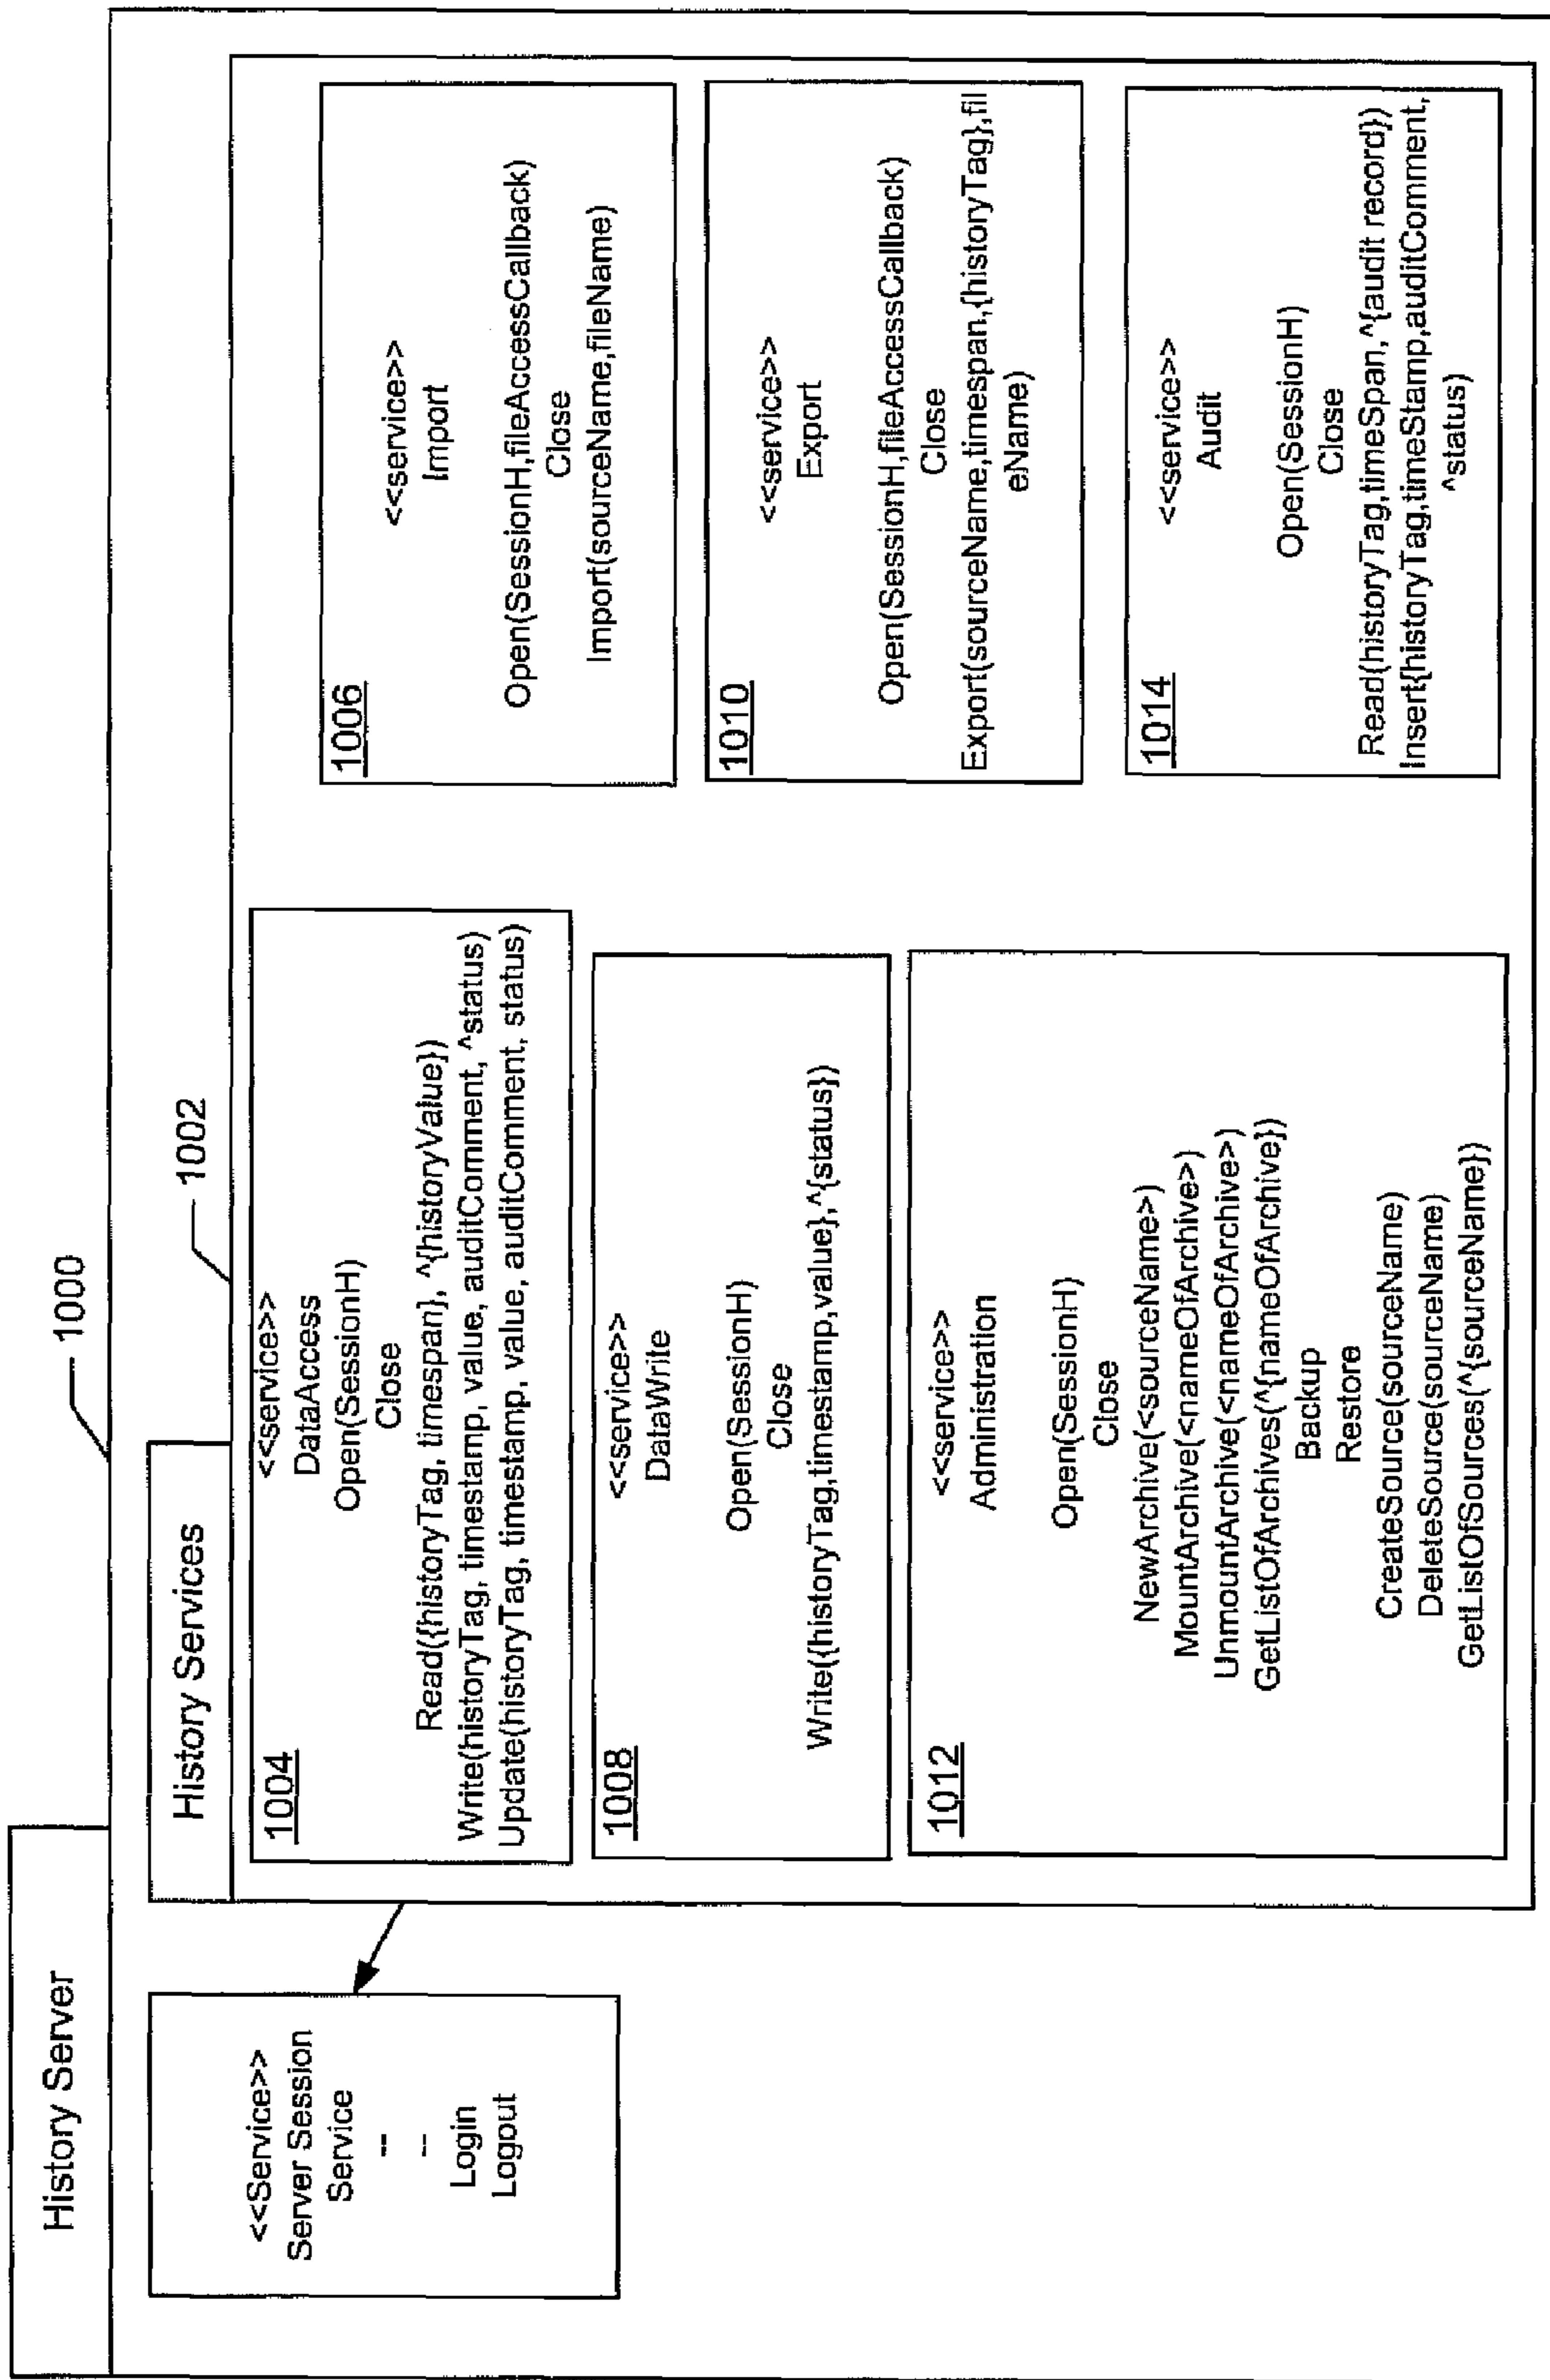 History Server
1000
<<Service>>
Server Session
Service
--
--
Login
Logout
History Services
1002
1004
<<service>>
DataAccess
Open(SessionH)
Close
Read({historyTag, timespan}, ^{historyValue})
Write(historyTag, timestamp, value, auditComment, ^status)
Update(historyTag, timestamp, value, auditComment, status)
1006
<<service>>
Import
Open(SessionH,fileAccessCallback)
Close
Import(sourceName,fileName)
1008
<<service>>
DataWrite
Open(SessionH)
Close
Write({historyTag,timestamp,value},^{status})
1010
<<service>>
Export
Open(SessionH,fileAccessCallback)
Close
Export(sourceName,timespan,{historyTag},fil
eName)
1012
<<service>>
Administration
Open(SessionH)
Close
NewArchive(<sourceName>)
MountArchive(<nameOfArchive>)
UnmountArchive(<nameOfArchive>)
GetListOfArchives(^{nameOfArchive})
Backup
Restore
CreateSource(sourceName)
DeleteSource(sourceName)
GetListOfSources(^{sourceName})
1014
<<service>>
Audit
Open(SessionH)
Close
Read(historyTag,timeSpan,^{audit record})
Insert{historyTag,timeStamp,auditComment,
^status)